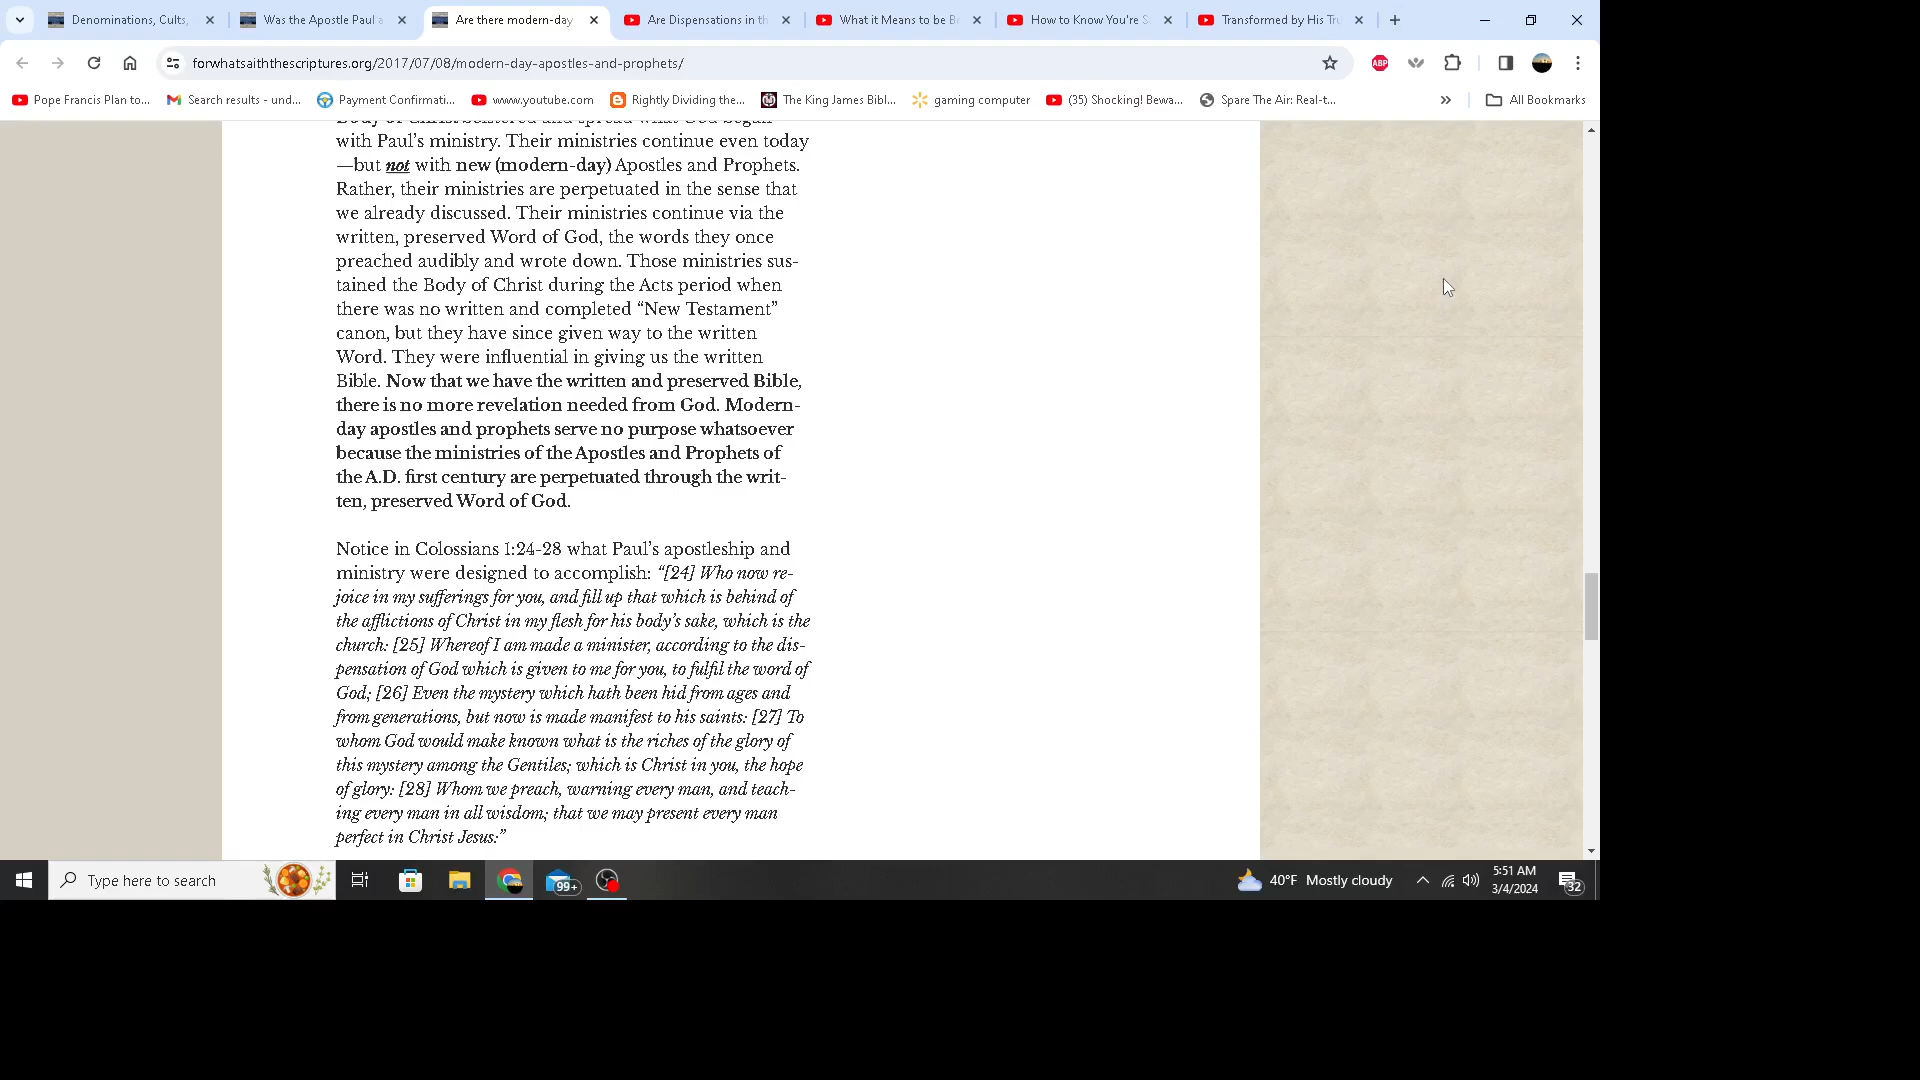 Denominations, Cults,
Was the Apostle Paul a
Are there modern-day
Are Dispensations in th
What it Means to be B
How to Know You're S
Transformed by His Tru
forwhatsaiththescriptures.org/2017/07/08/modern-day-apostles-and-prophets/
ABP
Pope Francis Plan to...
Search results - und...
Payment Confirmati...
www.youtube.com
Rightly Dividing the...
The King James Bibl...
gaming computer
(35) Shocking! Bewa...
Spare The Air: Real-t...
»
All Bookmarks
Body of Christ bolstered and spread what God began
with Paul’s ministry. Their ministries continue even today
—but not with new (modern-day) Apostles and Prophets.
Rather, their ministries are perpetuated in the sense that
we already discussed. Their ministries continue via the
written, preserved Word of God, the words they once
preached audibly and wrote down. Those ministries sus-
tained the Body of Christ during the Acts period when
there was no written and completed “New Testament”
canon, but they have since given way to the written
Word. They were influential in giving us the written
Bible. Now that we have the written and preserved Bible,
there is no more revelation needed from God. Modern-
day apostles and prophets serve no purpose whatsoever
because the ministries of the Apostles and Prophets of
the A.D. first century are perpetuated through the writ-
ten, preserved Word of God.
Notice in Colossians 1:24-28 what Paul’s apostleship and
ministry were designed to accomplish: “[24] Who now re-
joice in my sufferings for you, and fill up that which is behind of
the afflictions of Christ in my flesh for his body’s sake, which is the
church: [25] Whereof I am made a minister, according to the dis-
pensation of God which is given to me for you, to fulfil the word of
God; [26] Even the mystery which hath been hid from ages and
from generations, but now is made manifest to his saints: [27] To
whom God would make known what is the riches of the glory of
this mystery among the Gentiles; which is Christ in you, the hope
of glory: [28] Whom we preach, warning every man, and teach-
ing every man in all wisdom; that we may present every man
perfect in Christ Jesus:”
Type here to search
99+
40°F Mostly cloudy
5:51 AM
3/4/2024
32